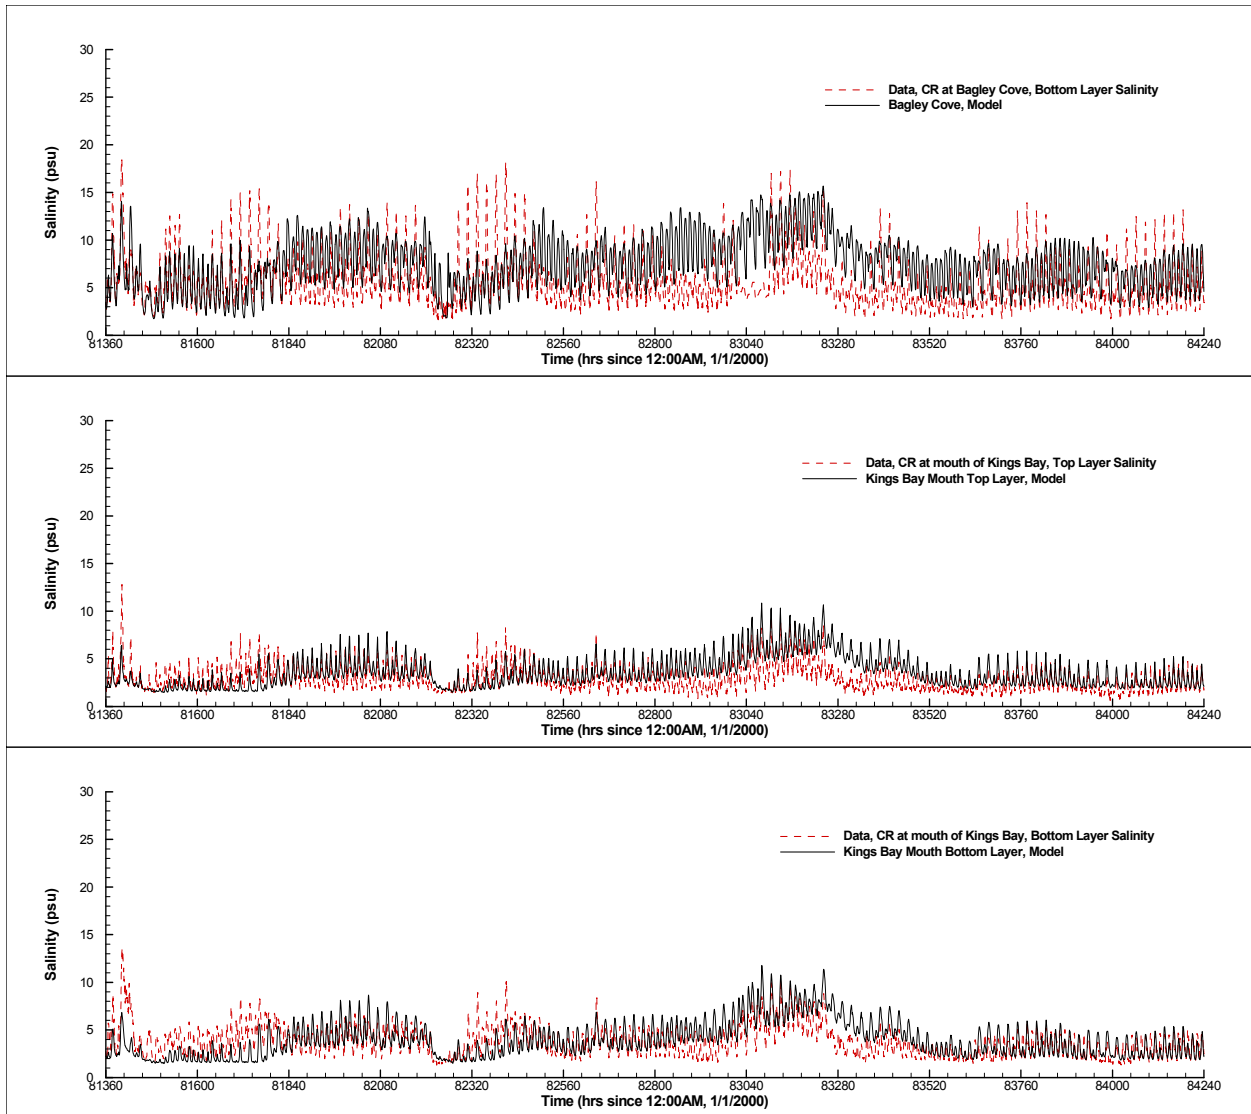 30
25
20
15
10
5
0
Salinity (psu)
Data, CR at Bagley Cove, Bottom Layer Salinity
Bagley Cove, Model
81360 81600 81840 82080 82320 82560 82800 83040 83280 83520 83760 84000 84240
Time (hrs since 12:00AM, 1/1/2000)
30
25
20
15
10
5
0
Salinity (psu)
Data, CR at mouth of Kings Bay, Top Layer Salinity
Kings Bay Mouth Top Layer, Model
81360 81600 81840 82080 82320 82560 82800 83040 83280 83520 83760 84000 84240
Time (hrs since 12:00AM, 1/1/2000)
30
25
20
15
10
5
0
Salinity (psu)
Data, CR at mouth of Kings Bay, Bottom Layer Salinity
Kings Bay Mouth Bottom Layer, Model
81360 81600 81840 82080 82320 82560 82800 83040 83280 83520 83760 84000 84240
Time (hrs since 12:00AM, 1/1/2000)